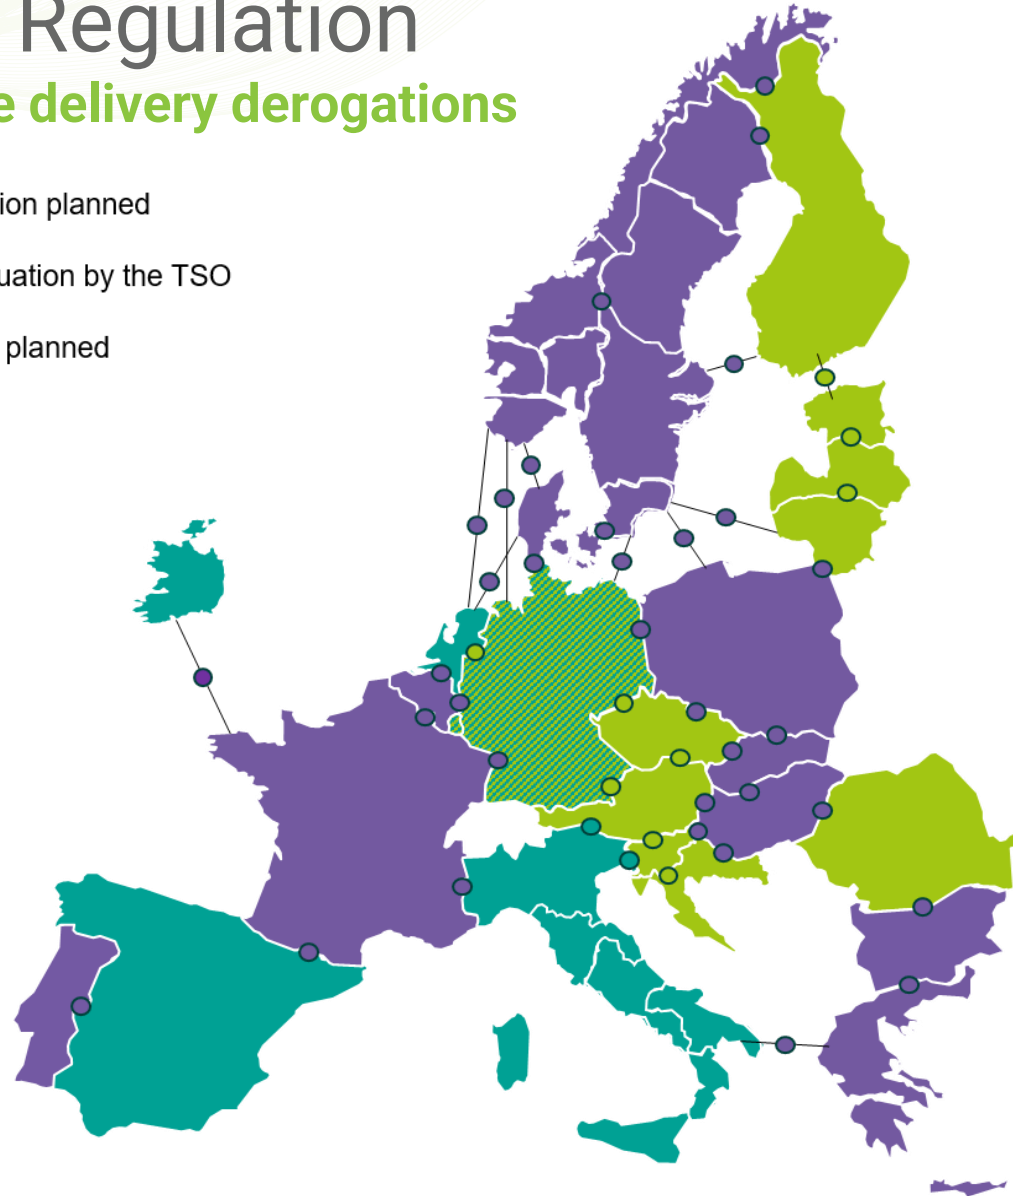 Regulation
e delivery derogations
ion planned
uation by the TSO
planned